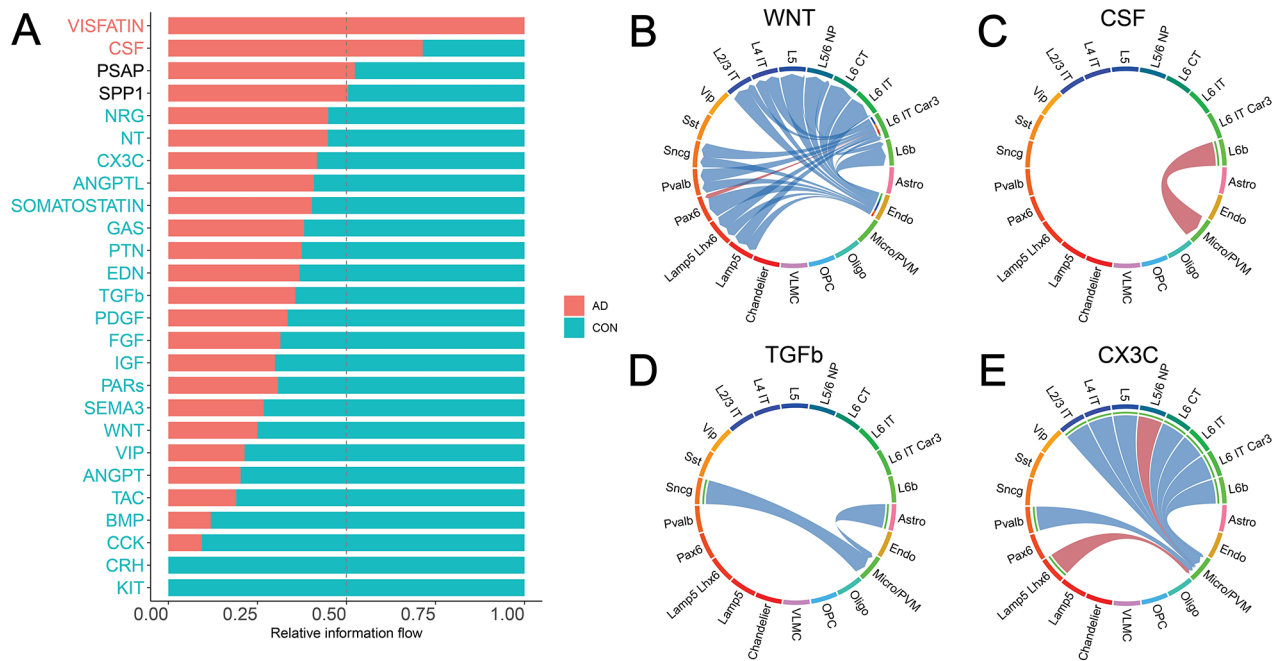 A
VISFATIN
CSF
PSAP
SPP1
NRG
NT
CX3C
ANGPTL
SOMATOSTATIN
GAS
PTN
EDN
TGFb
PDGF
FGF
IGF
PARs
SEMA3
WNT
VIP
ANGPT
TAC
BMP
CCK
CRH
KIT
0.00 0.25 0.50 0.75 1.00
Relative information flow
AD
CON
B
WNT
L2/3 IT
L4 IT
L5
L5/6 NP
L6 CT
L6 IT
L6 IT Car3
L6b
Astro
Endo
Micro/PVM
Oligo
OPC
VLMC
Chandelier
Lamp5
Lamp5 Lhx6
Pax6
Pvalb
Sncg
Sst
Vip
C
CSF
L2/3 IT
L4 IT
L5
L5/6 NP
L6 CT
L6 IT
L6 IT Car3
L6b
Astro
Endo
Micro/PVM
Oligo
OPC
VLMC
Chandelier
Lamp5
Lamp5 Lhx6
Pax6
Pvalb
Sncg
Sst
Vip
D
TGFb
L2/3 IT
L4 IT
L5
L5/6 NP
L6 CT
L6 IT
L6 IT Car3
L6b
Astro
Endo
Micro/PVM
Oligo
OPC
VLMC
Chandelier
Lamp5
Lamp5 Lhx6
Pax6
Pvalb
Sncg
Sst
Vip
E
CX3C
L2/3 IT
L4 IT
L5
L5/6 NP
L6 CT
L6 IT
L6 IT Car3
L6b
Astro
Endo
Micro/PVM
Oligo
OPC
VLMC
Chandelier
Lamp5
Lamp5 Lhx6
Pax6
Pvalb
Sncg
Sst
Vip